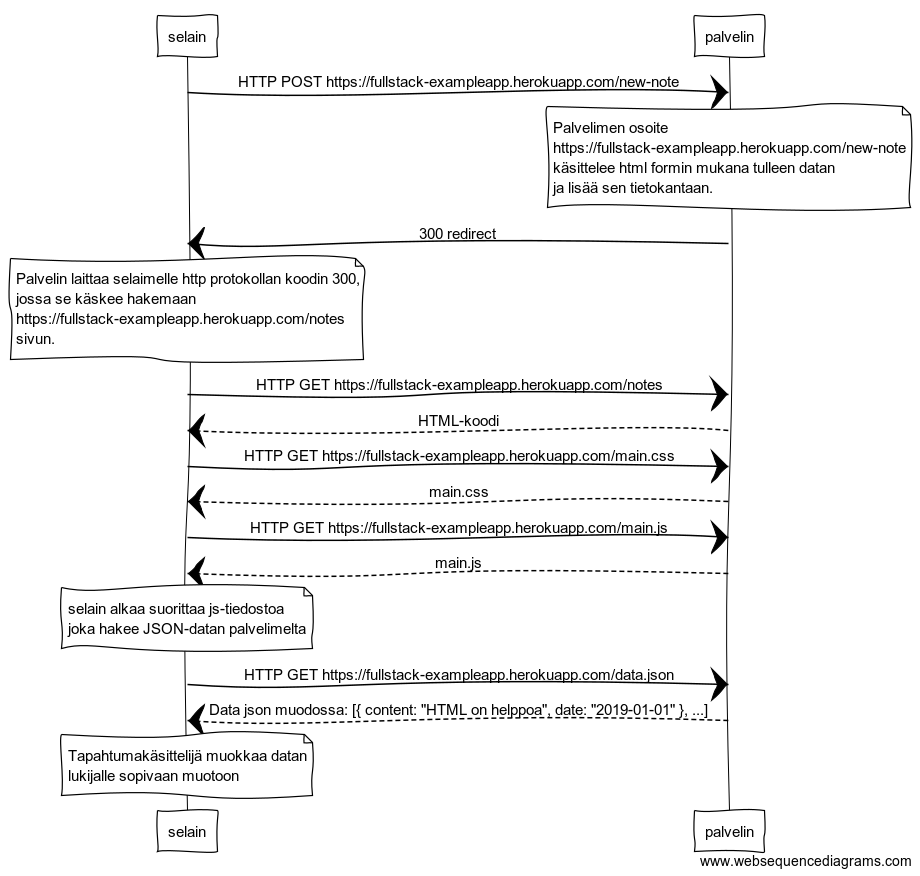 selain
palvelin
HTTP POST https://fullstack-exampleapp.herokuapp.com/new-note
Palvelimen osoite
https://fullstack-exampleapp.herokuapp.com/new-note
käsittelee html formin mukana tulleen datan
ja lisää sen tietokantaan.
300 redirect
Palvelin laittaa selaimelle http protokollan koodin 300,
jossa se käskee hakemaan
https://fullstack-exampleapp.herokuapp.com/notes
sivun.
HTTP GET https://fullstack-exampleapp.herokuapp.com/notes
HTML-koodi
HTTP GET https://fullstack-exampleapp.herokuapp.com/main.css
main.css
HTTP GET https://fullstack-exampleapp.herokuapp.com/main.js
main.js
selain alkaa suorittaa js-tiedostoa
joka hakee JSON-datan palvelimelta
HTTP GET https://fullstack-exampleapp.herokuapp.com/data.json
Data json muodossa: [{ content: "HTML on helppoa", date: "2019-01-01" }, ...]
Tapahtumakäsittelijä muokkaa datan
lukijalle sopivaan muotoon
selain
palvelin
www.websequencediagrams.com